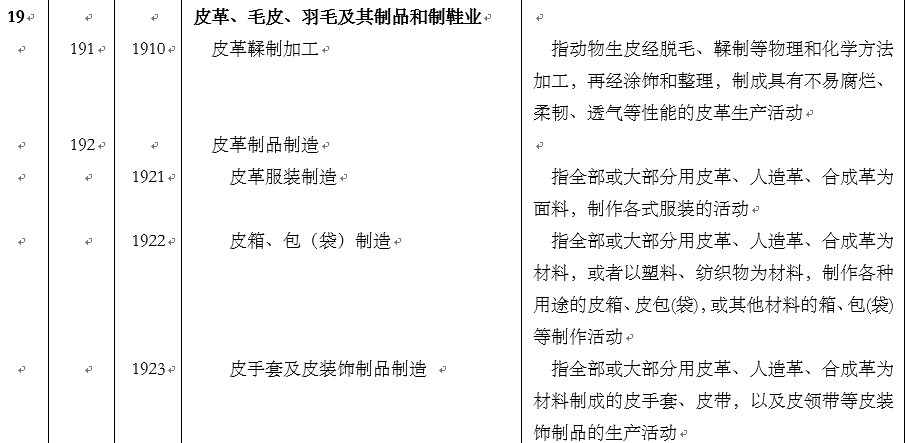 19 皮革、毛皮、羽毛及其制品和制鞋业
191 1910 皮革鞣制加工 指动物生皮经脱毛、鞣制等物理和化学方法
加工，再经涂饰和整理，制成具有不易腐烂、
柔韧、透气等性能的皮革生产活动
192 皮革制品制造
1921 皮革服装制造 指全部或大部分用皮革、人造革、合成革为
面料，制作各式服装的活动
1922 皮箱、包（袋）制造 指全部或大部分用皮革、人造革、合成革为
材料，或者以塑料、纺织物为材料，制作各种
用途的皮箱、皮包(袋)，或其他材料的箱、包(袋)
等制作活动
1923 皮手套及皮装饰制品制造 指全部或大部分用皮革、人造革、合成革为
材料制成的皮手套、皮带，以及皮领带等皮装
饰制品的生产活动